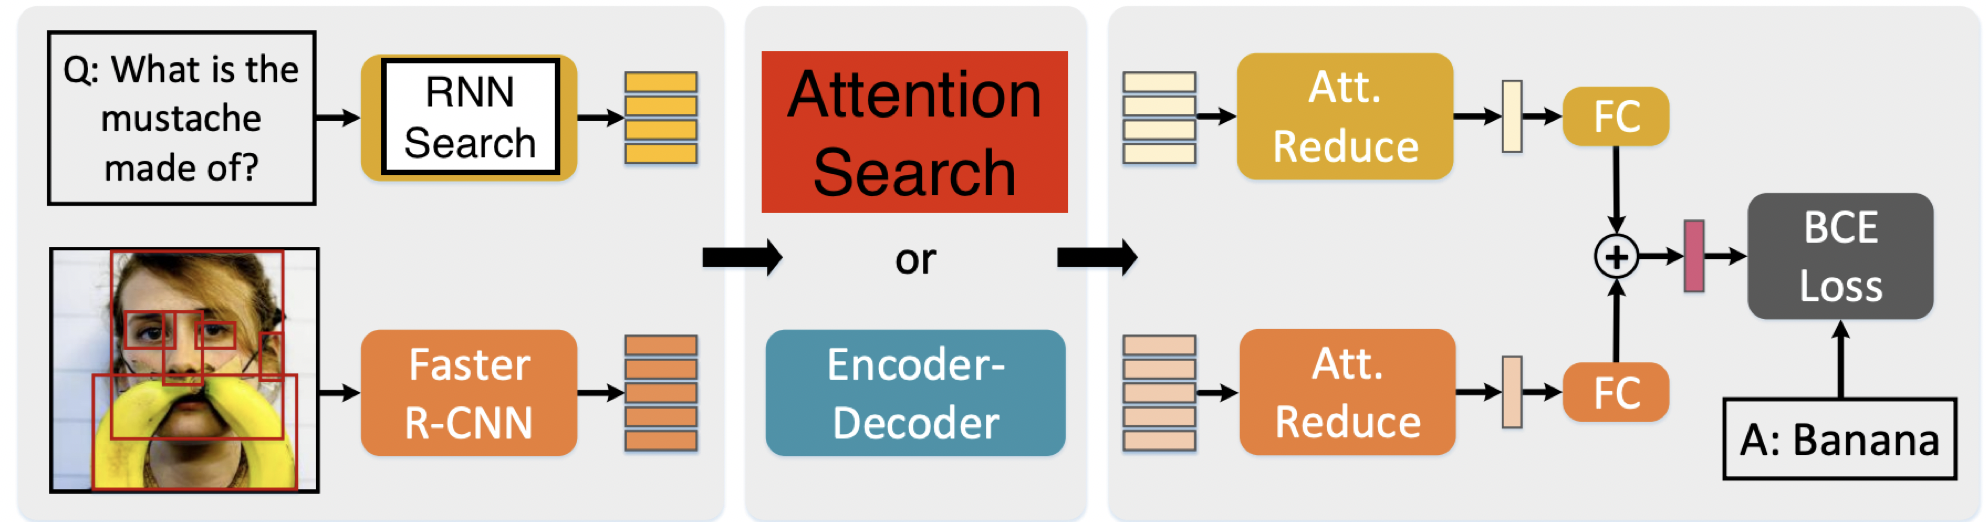 Q: What is the
mustache
made of?
RNN
Search
Faster
R-CNN
Attention
Search
or
Encoder-
Decoder
Att.
Reduce
FC
Att.
Reduce
FC
+
BCE
Loss
A: Banana